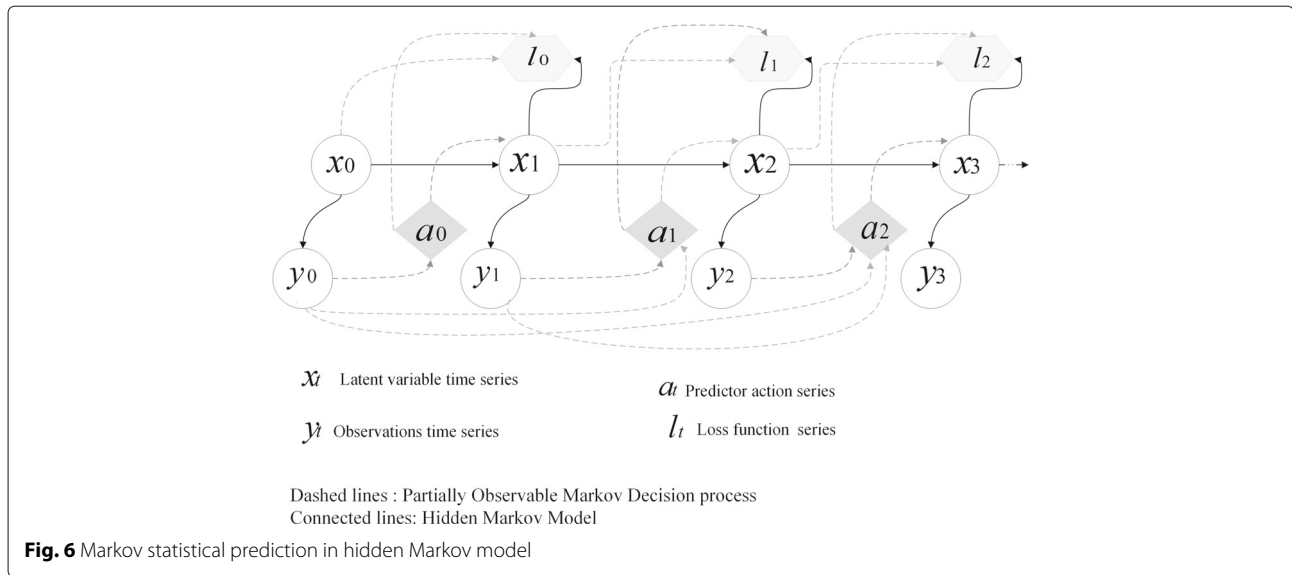 l0 l1 l2
x0 x1 x2 x3
a0 a1 a2
y0 y1 y2 y3
xt Latent variable time series
at Predictor action series
yt Observations time series
lt Loss function series
Dashed lines : Partially Observable Markov Decision process
Connected lines: Hidden Markov Model
Fig. 6 Markov statistical prediction in hidden Markov model